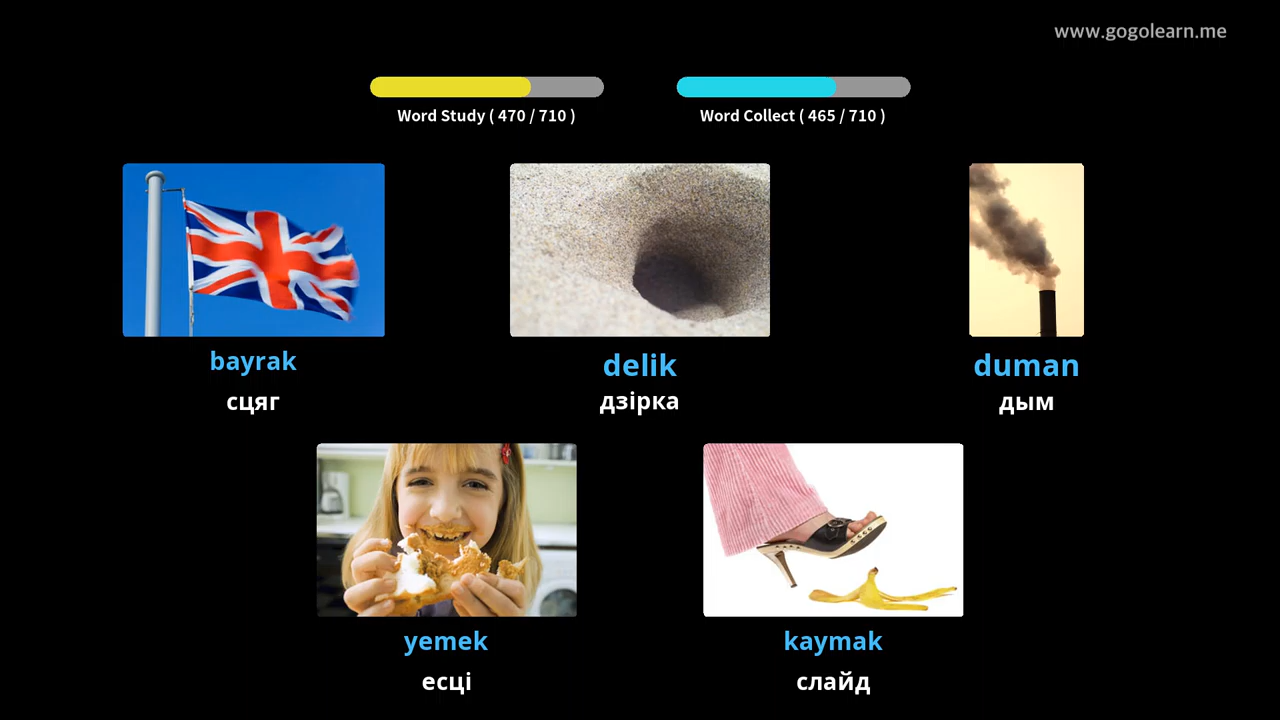 www.gogolearn.me
Word Study ( 470 / 710 )
Word Collect ( 465 / 710 )
bayrak
сцяг
delik
дзірка
duman
дым
yemek
есці
kaymak
слайд